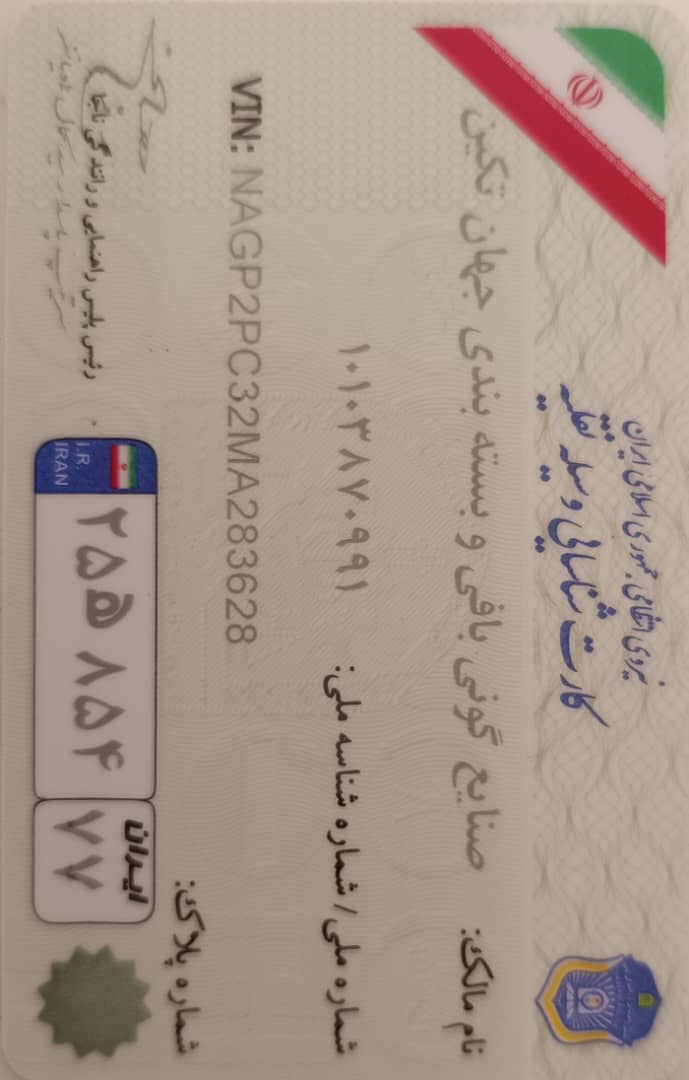 نیروی انتظامی جمهوری اسلامی ایران
کارت شناسایی وسیله نقلیه
نام مالک: صنایع گونی بافی و بسته بندی جهان تکین
شماره ملی / شماره شناسه ملی: ۱۰۱۰۳۸۷۰۹۹۱
VIN: NAGP2PC32MA283628
شماره پلاک:
I.R.
IRAN
۲۵ ه ۸۵۴
ایران
۷۷
رئیس پلیس راهنمایی و رانندگی ناجا